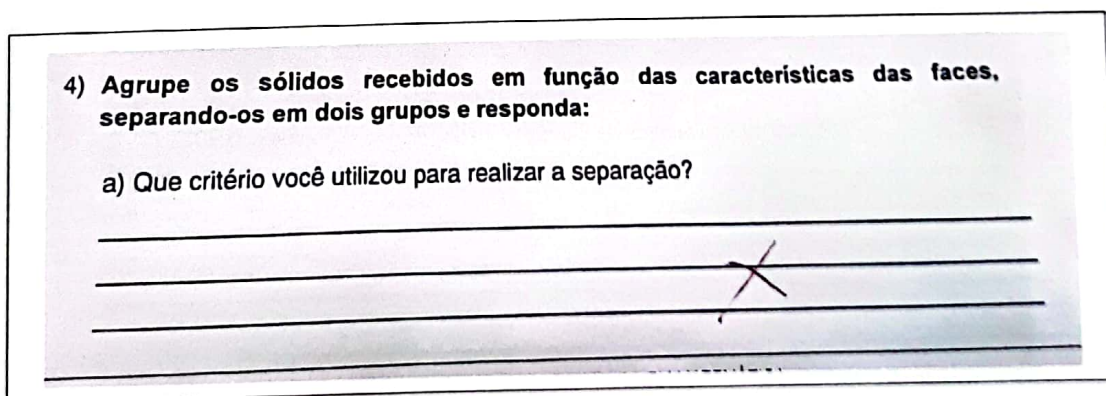 4) Agrupe os sólidos recebidos em função das características das faces,
separando-os em dois grupos e responda:
a) Que critério você utilizou para realizar a separação?